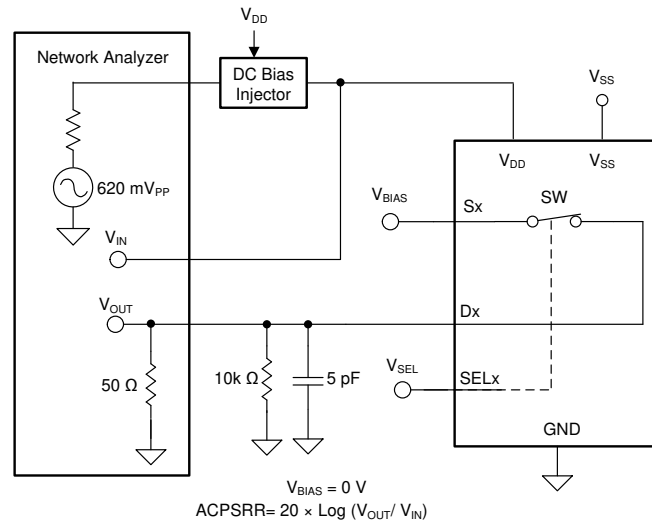 V_DD
Network Analyzer
DC Bias
Injector
V_SS
V_DD
V_SS
620 mV_PP
V_BIAS
Sx
SW
V_IN
V_OUT
Dx
50 Ω
10k Ω
5 pF
V_SEL
SELx
GND
V_BIAS = 0 V
ACPSRR= 20 × Log (V_OUT/ V_IN)